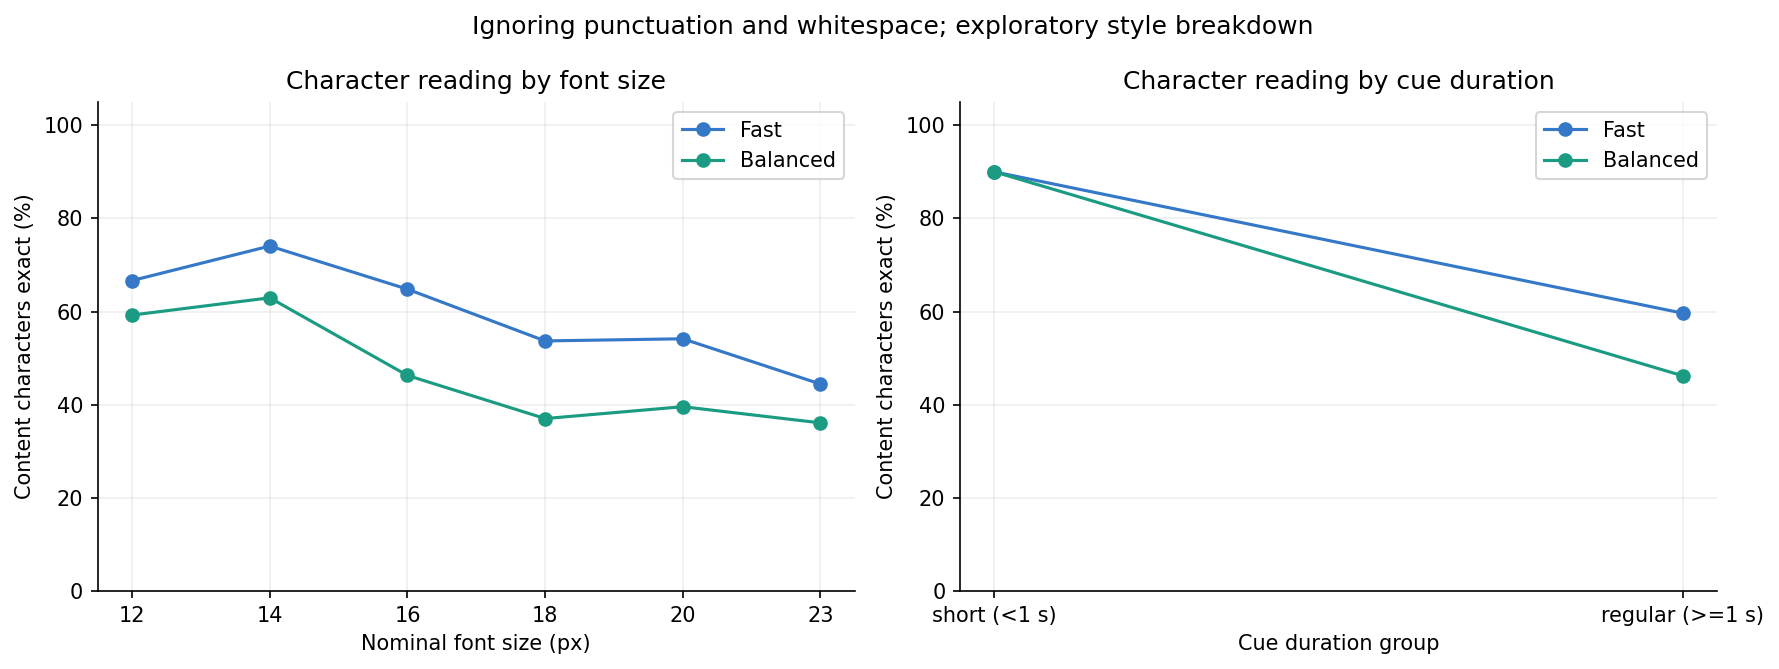 Ignoring punctuation and whitespace; exploratory style breakdown
Character reading by font size
Content characters exact (%)
100
80
60
40
20
0
Fast
Balanced
12 14 16 18 20 23
Nominal font size (px)
Character reading by cue duration
Content characters exact (%)
100
80
60
40
20
0
Fast
Balanced
short (<1 s) regular (>=1 s)
Cue duration group